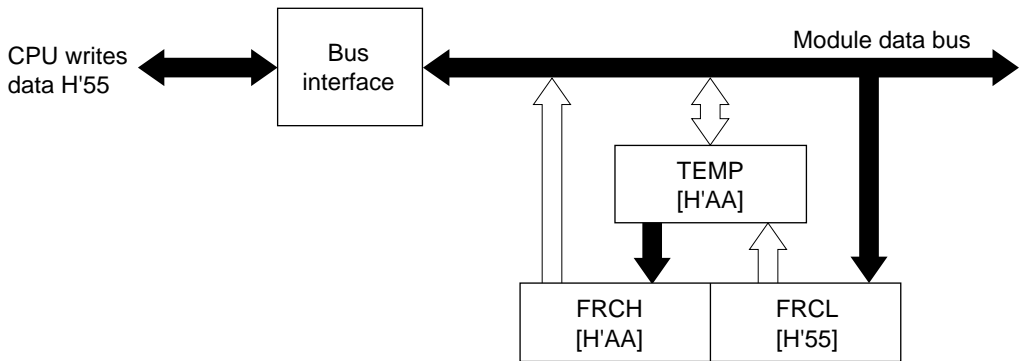 CPU writes
data H'55
Bus
interface
Module data bus
TEMP
[H'AA]
FRCH
[H'AA]
FRCL
[H'55]